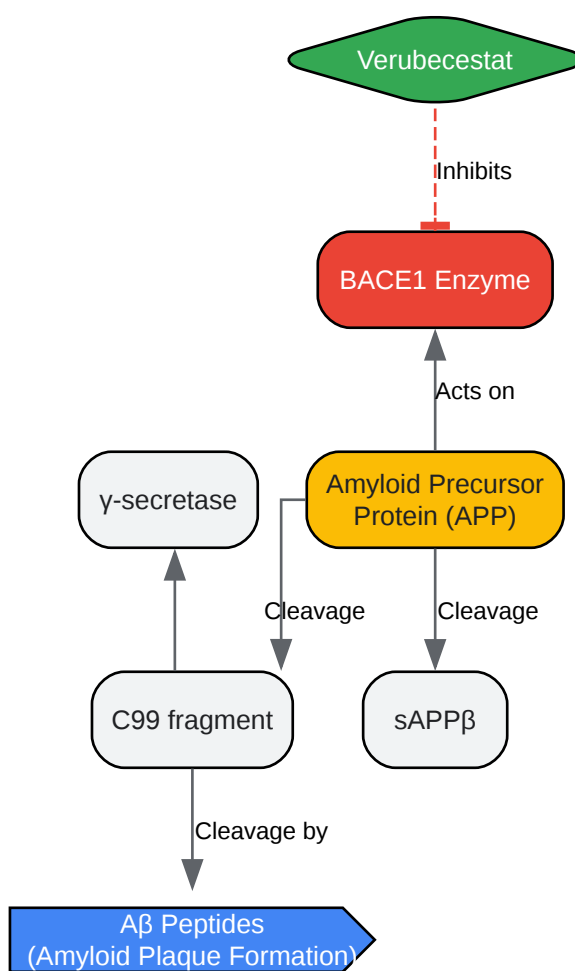 Verubecestat
Inhibits
BACE1 Enzyme
Acts on
γ-secretase
Amyloid Precursor
Protein (APP)
Cleavage
Cleavage
C99 fragment
sAPPβ
Cleavage by
Aβ Peptides
(Amyloid Plaque Formation)